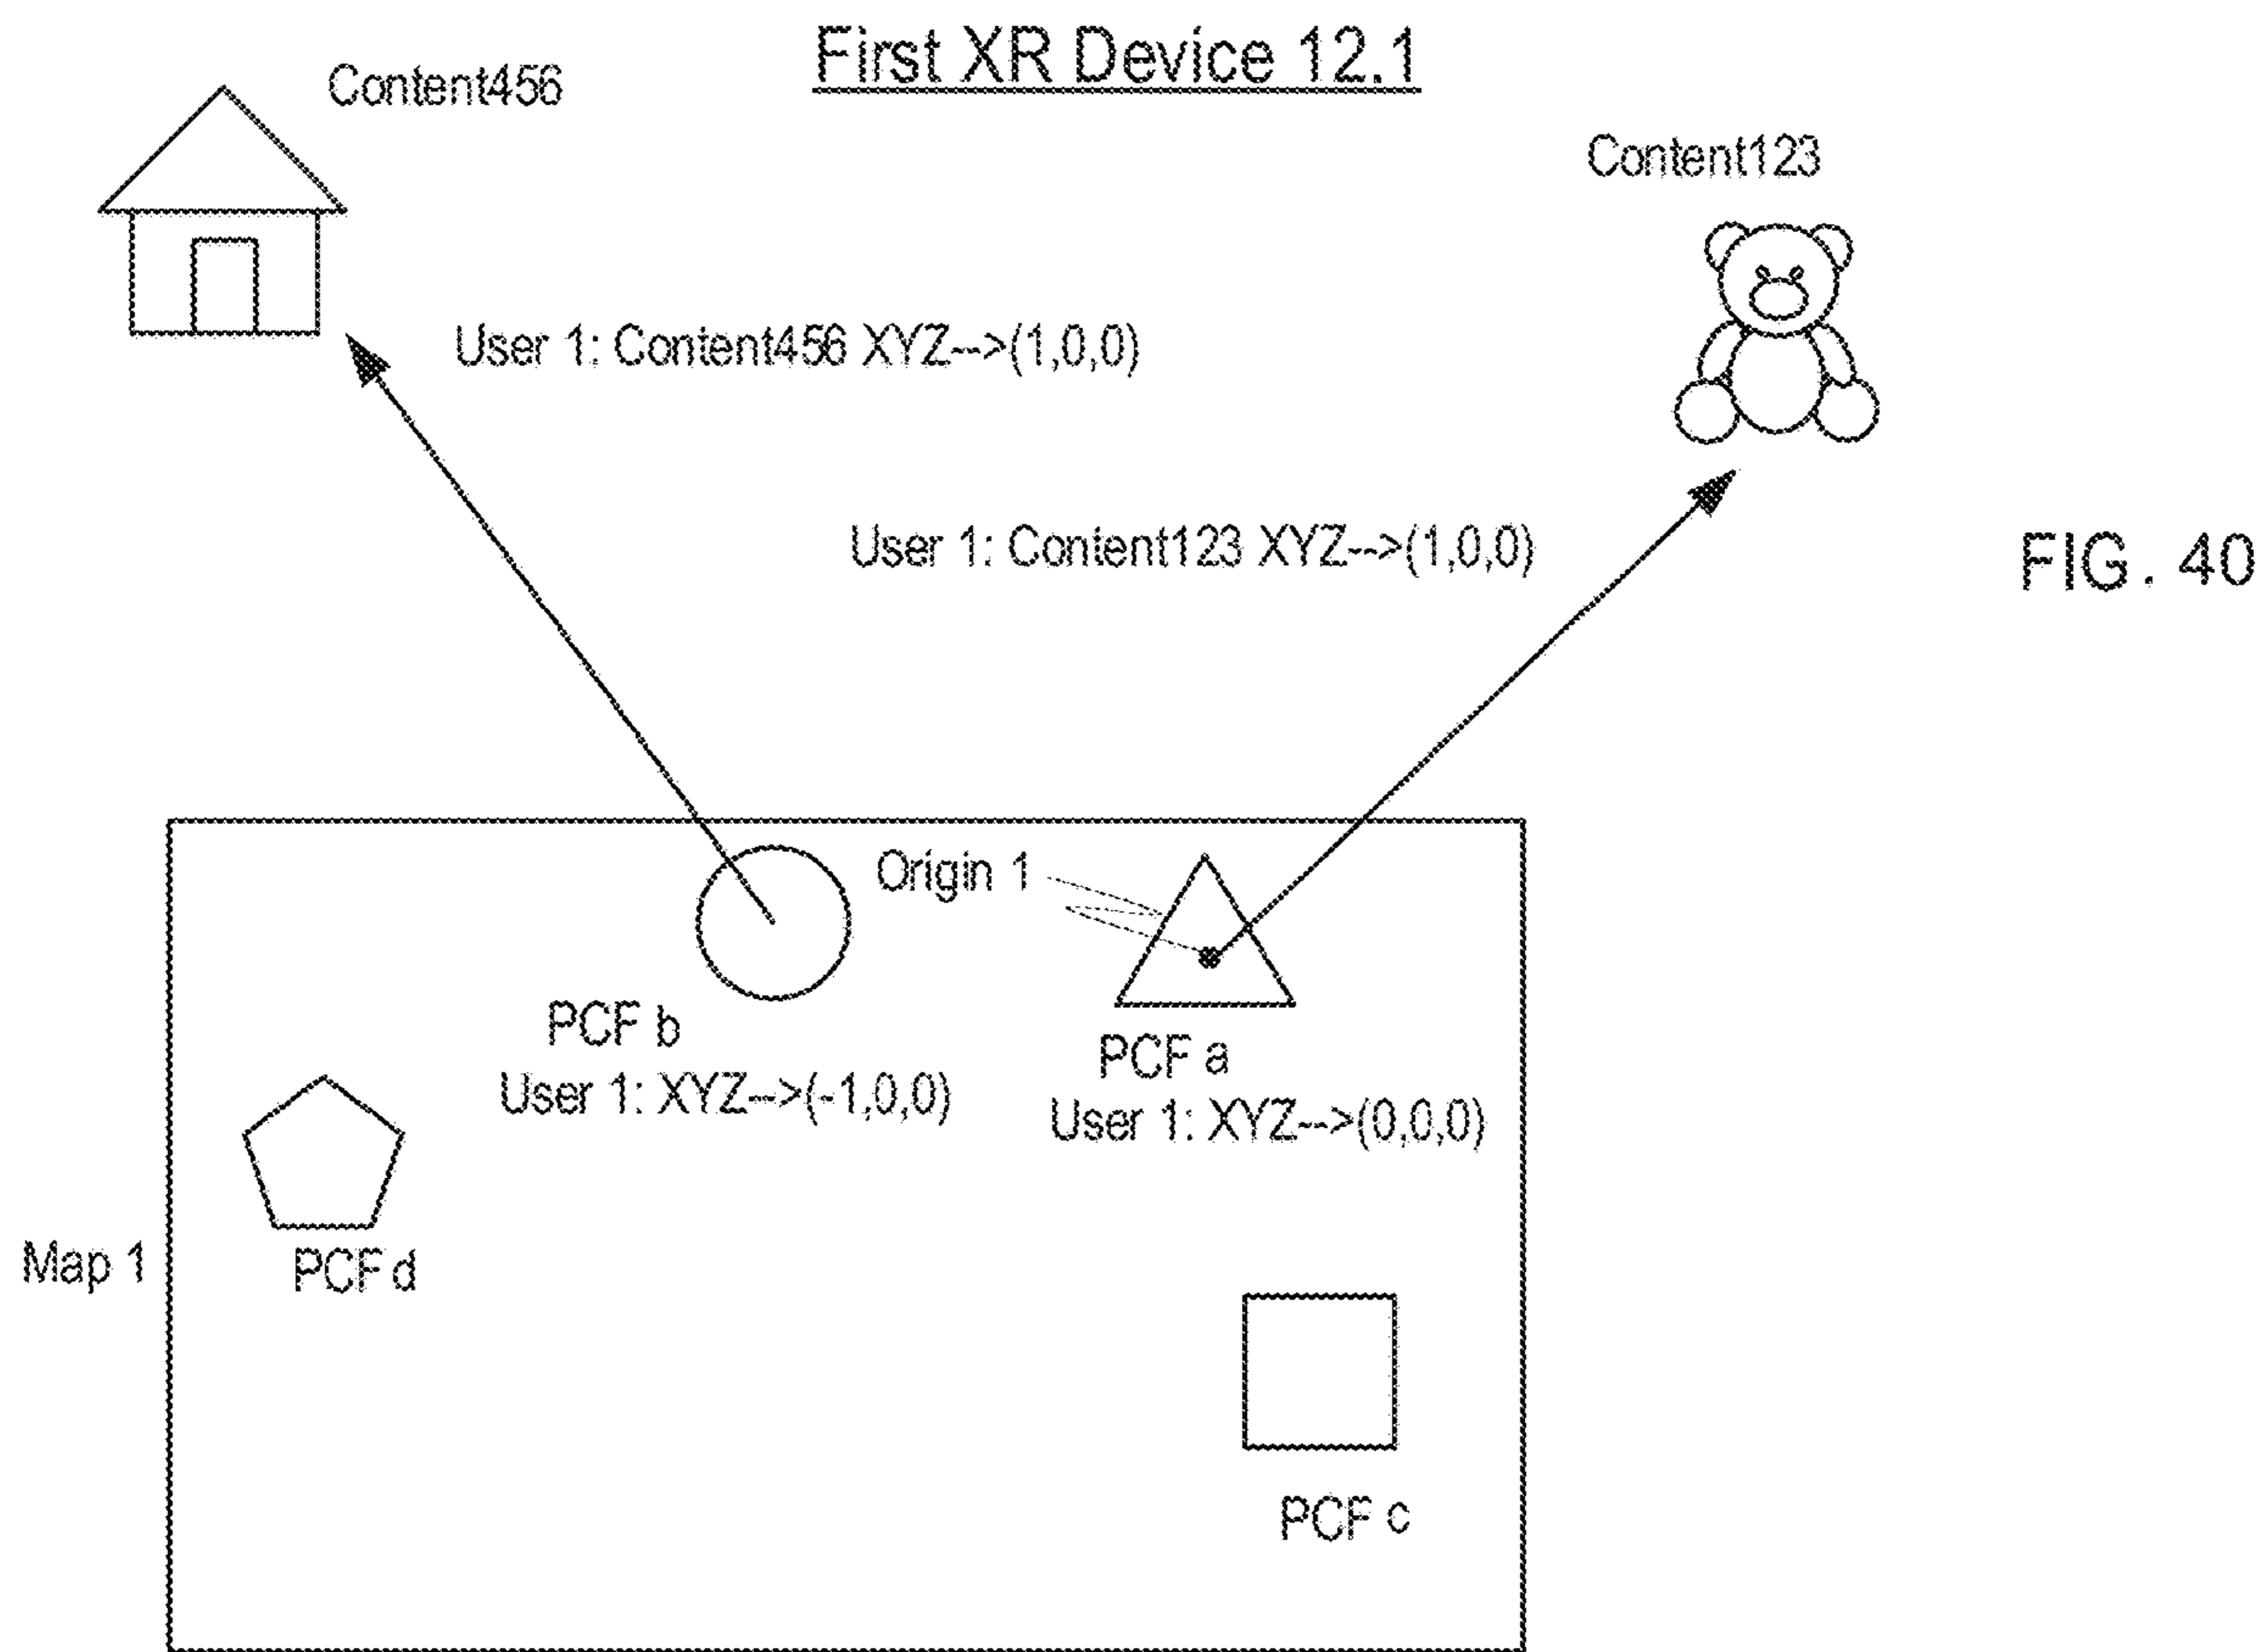 First XR Device 12.1
Content456
Content123
User 1: Content456 XYZ-->(1,0,0)
User 1: Content123 XYZ-->(1,0,0)
FIG. 40
Origin 1
PCF b
User 1: XYZ-->(-1,0,0)
PCF a
User 1: XYZ-->(0,0,0)
Map 1
PCF d
PCF c